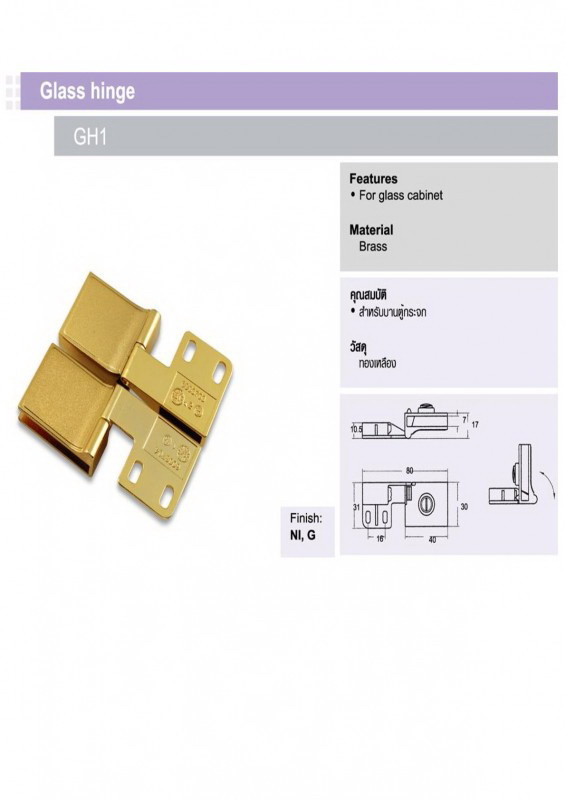 Glass hinge
GH1
Features
• For glass cabinet
Material
Brass
คุณสมบัติ
• สำหรับบานตู้กระจก
วัสดุ
ทองเหลือง
10.5
7
17
80
31
30
16
40
Finish:
NI, G